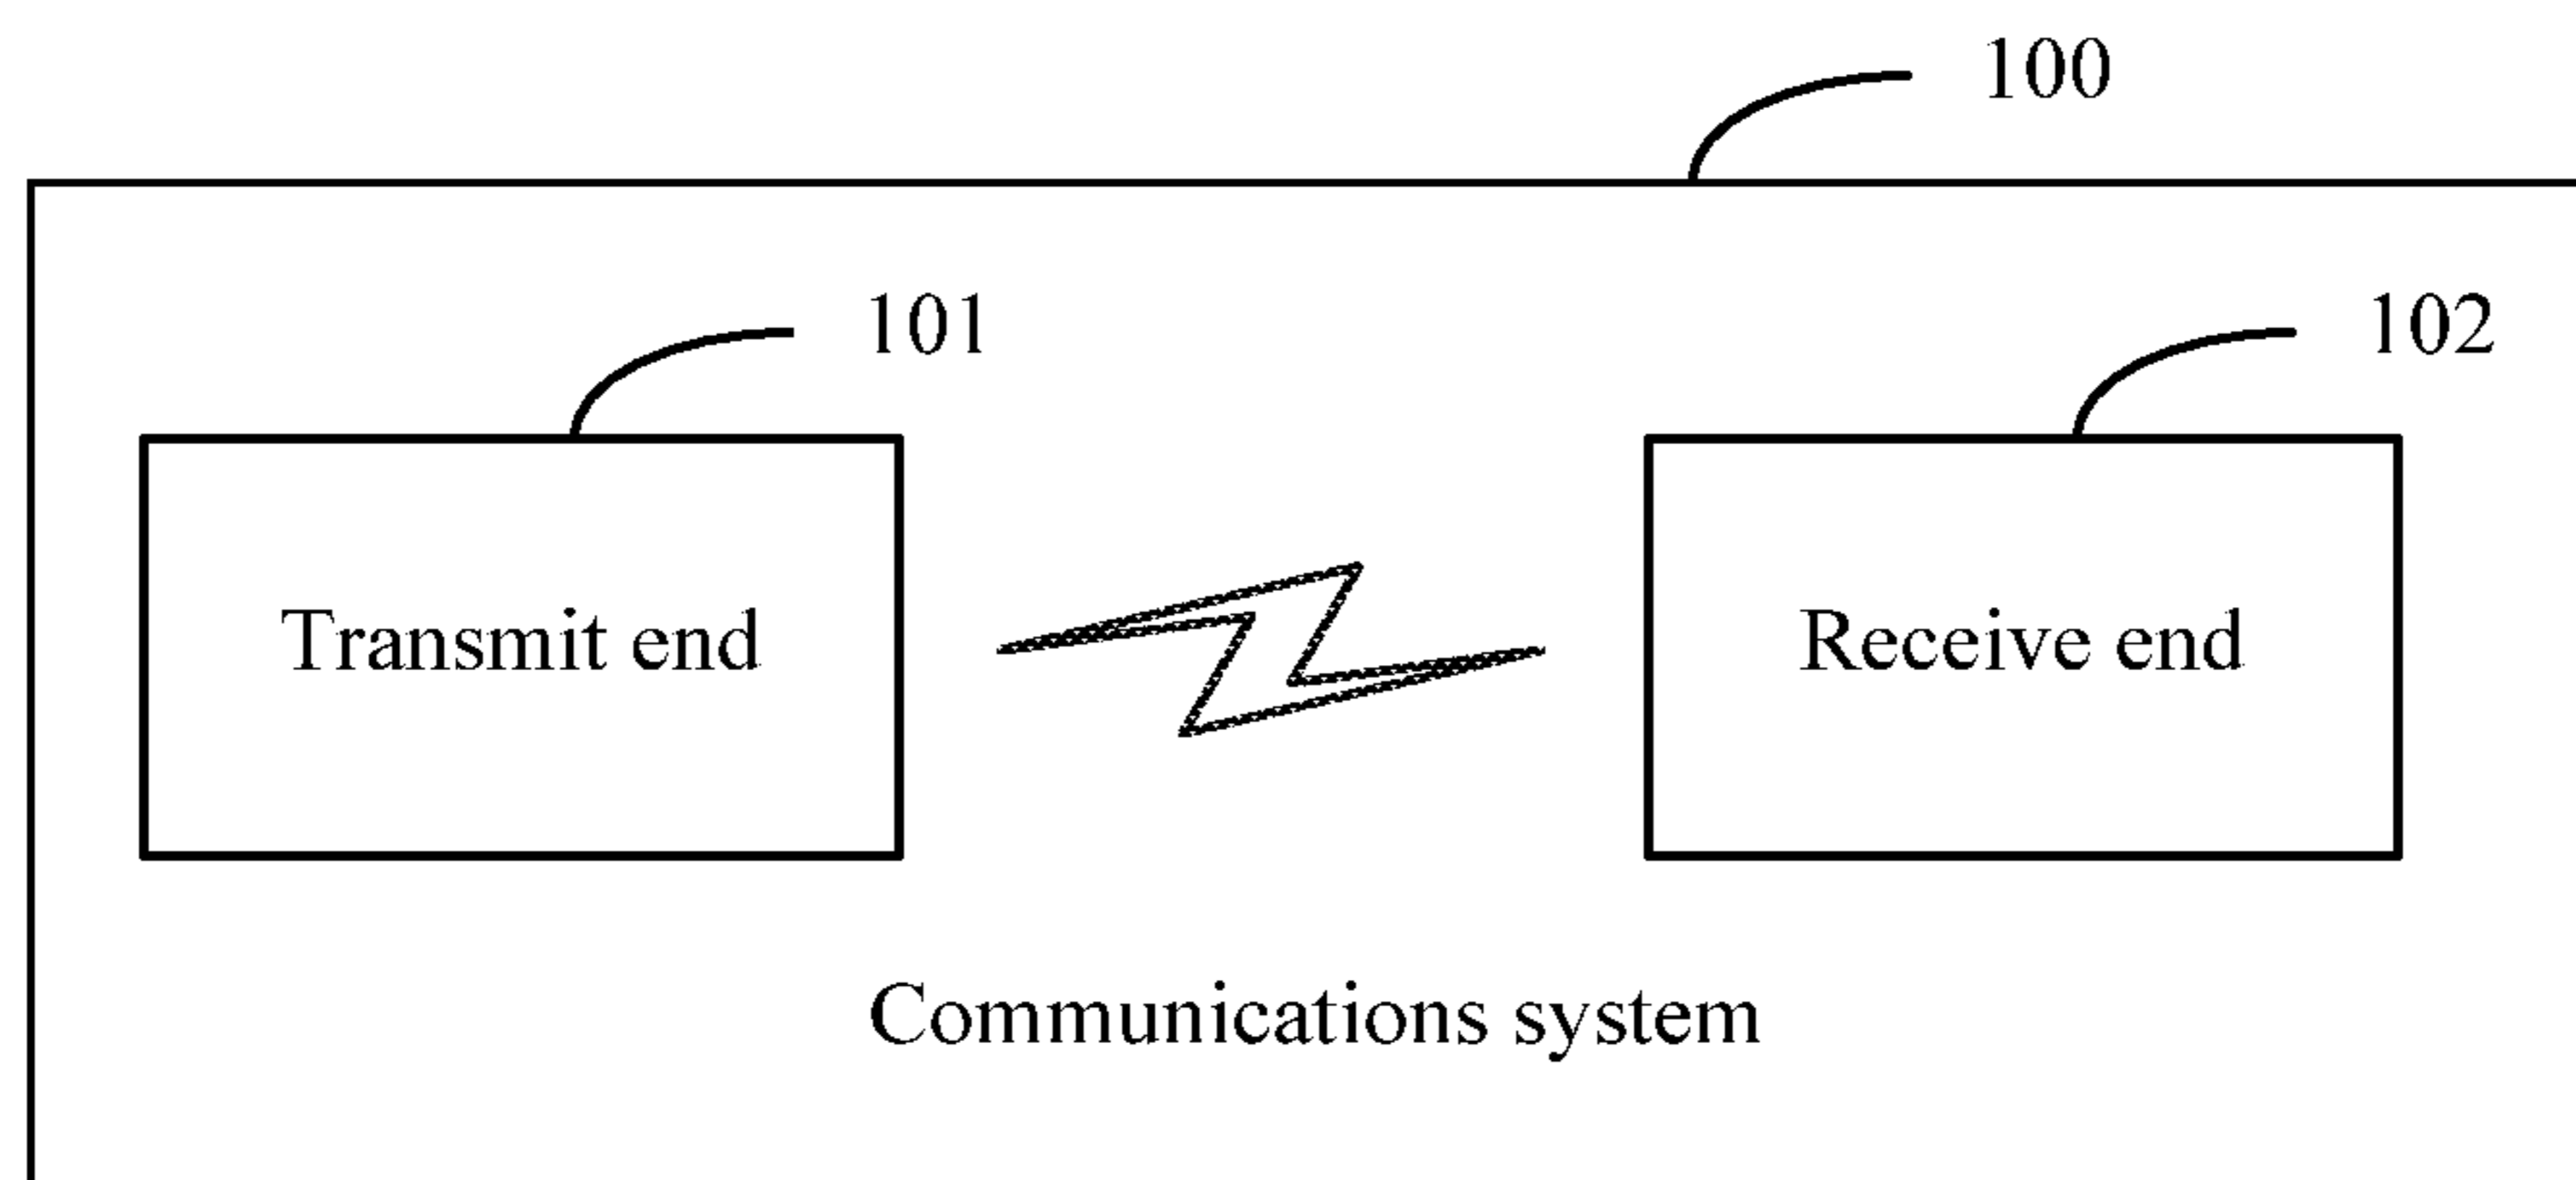 100
101
102
Transmit end
Receive end
Communications system